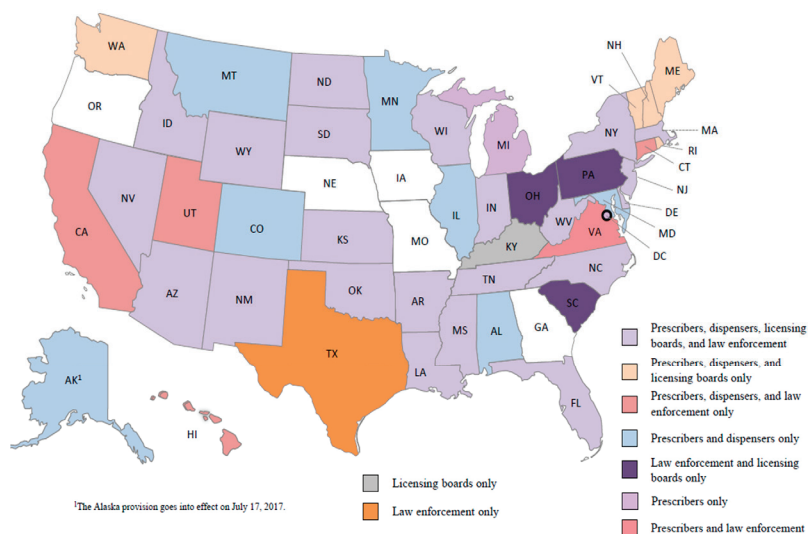 WA
NH
ME
VT
MT
ND
MN
OR
ID
SD
WI
NY
MA
WY
MI
RI
CT
IA
PA
NJ
NE
OH
NV
IL
IN
DE
UT
CO
WV
MD
CA
VA
KS
MO
KY
DC
NC
TN
AZ
NM
OK
AR
SC
MS
AL
GA
TX
LA
AK¹
FL
HI
Prescribers, dispensers, licensing
boards, and law enforcement
Prescribers, dispensers, and
licensing boards only
Prescribers, dispensers, and law
enforcement only
Prescribers and dispensers only
Law enforcement and licensing
boards only
Prescribers only
Prescribers and law enforcement
Licensing boards only
Law enforcement only
¹The Alaska provision goes into effect on July 17, 2017.